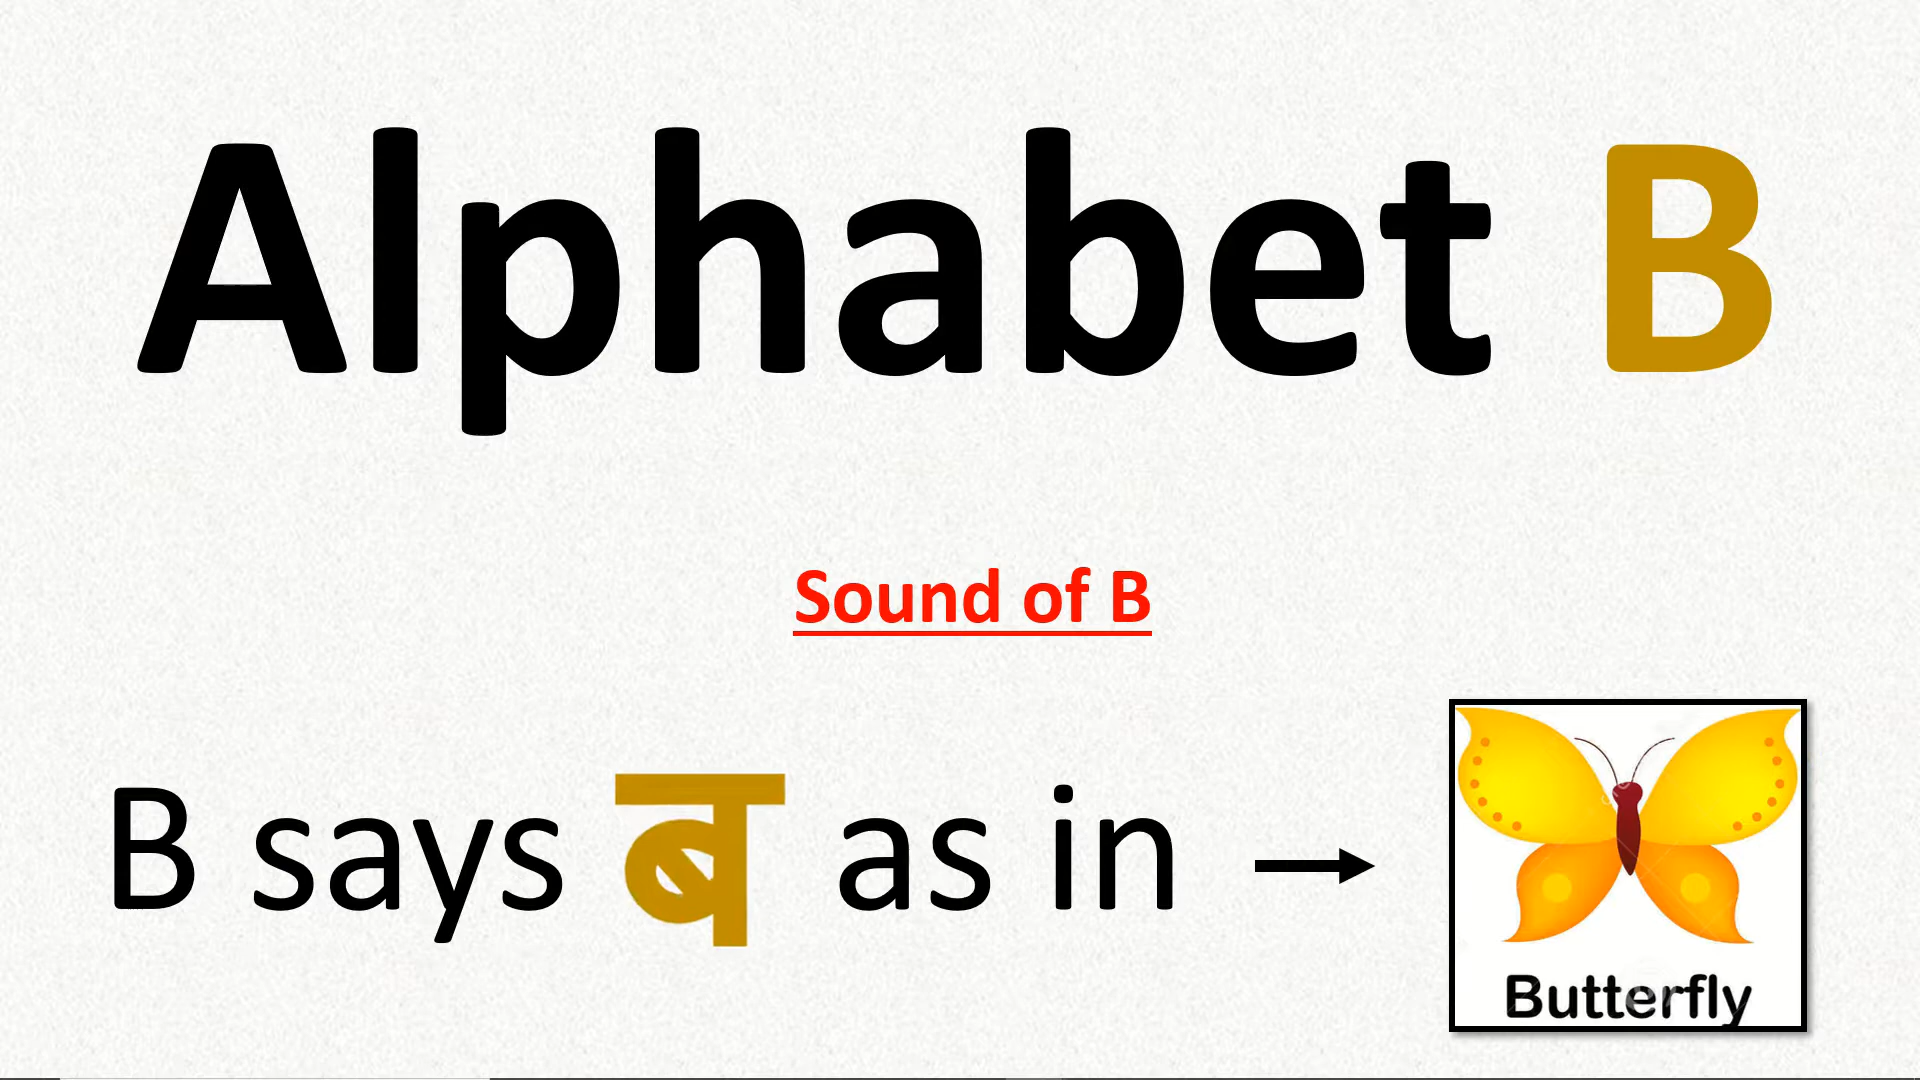 Alphabet B
Sound of B
B says ब as in →
Butterfly